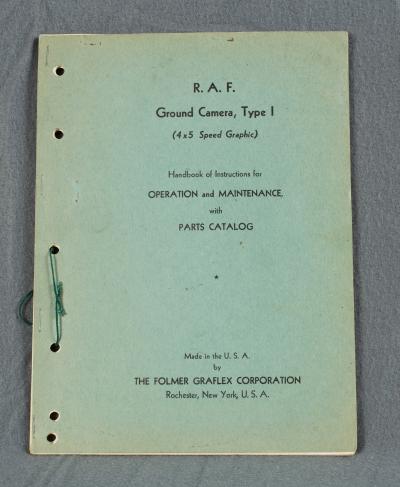 R. A. F.
Ground Camera, Type I
(4x5 Speed Graphic)
Handbook of Instructions for
OPERATION and MAINTENANCE,
with
PARTS CATALOG
*
Made in the U. S. A.
by
THE FOLMER GRAFLEX CORPORATION
Rochester, New York, U. S. A.